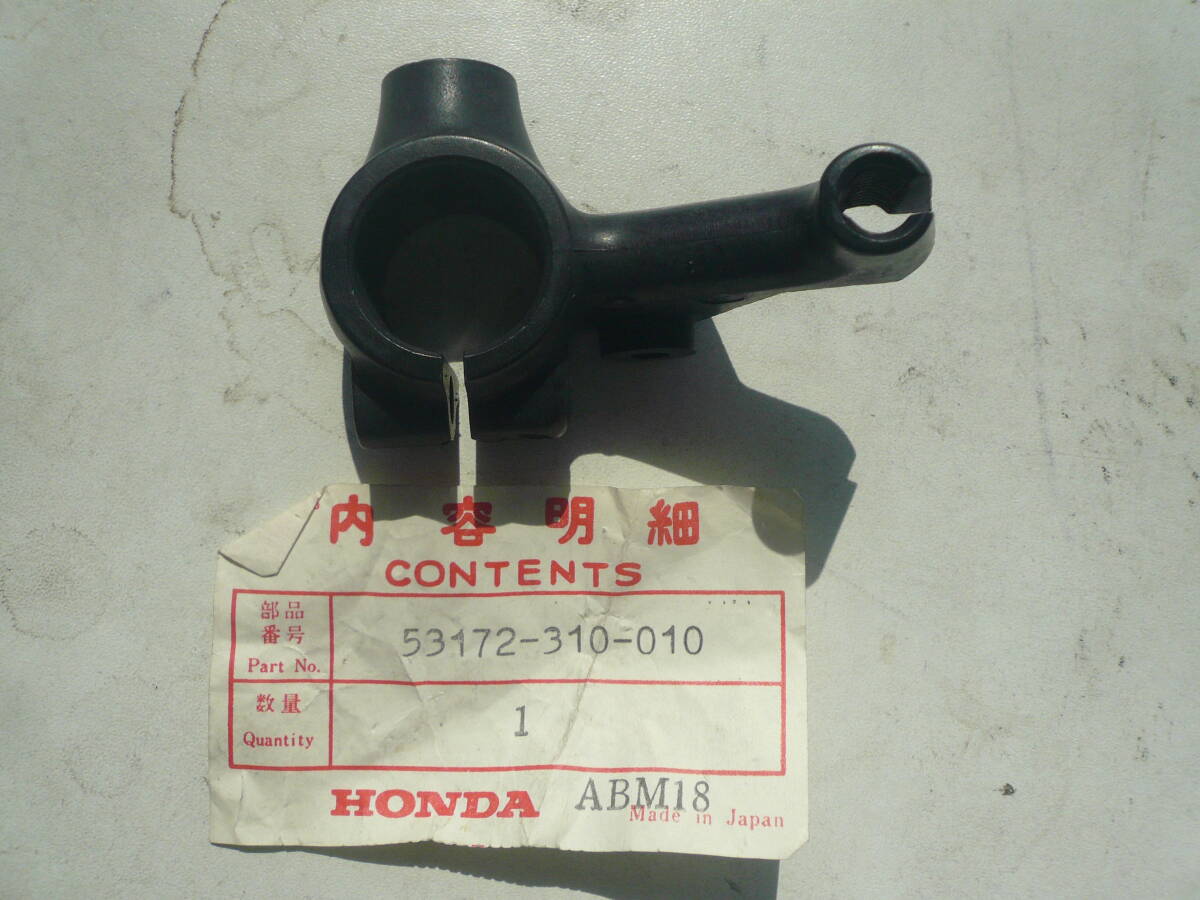 内容明細
CONTENTS
部品
番号
Part No.
53172-310-010
数量
Quantity
1
HONDA
ABM18
Made in Japan